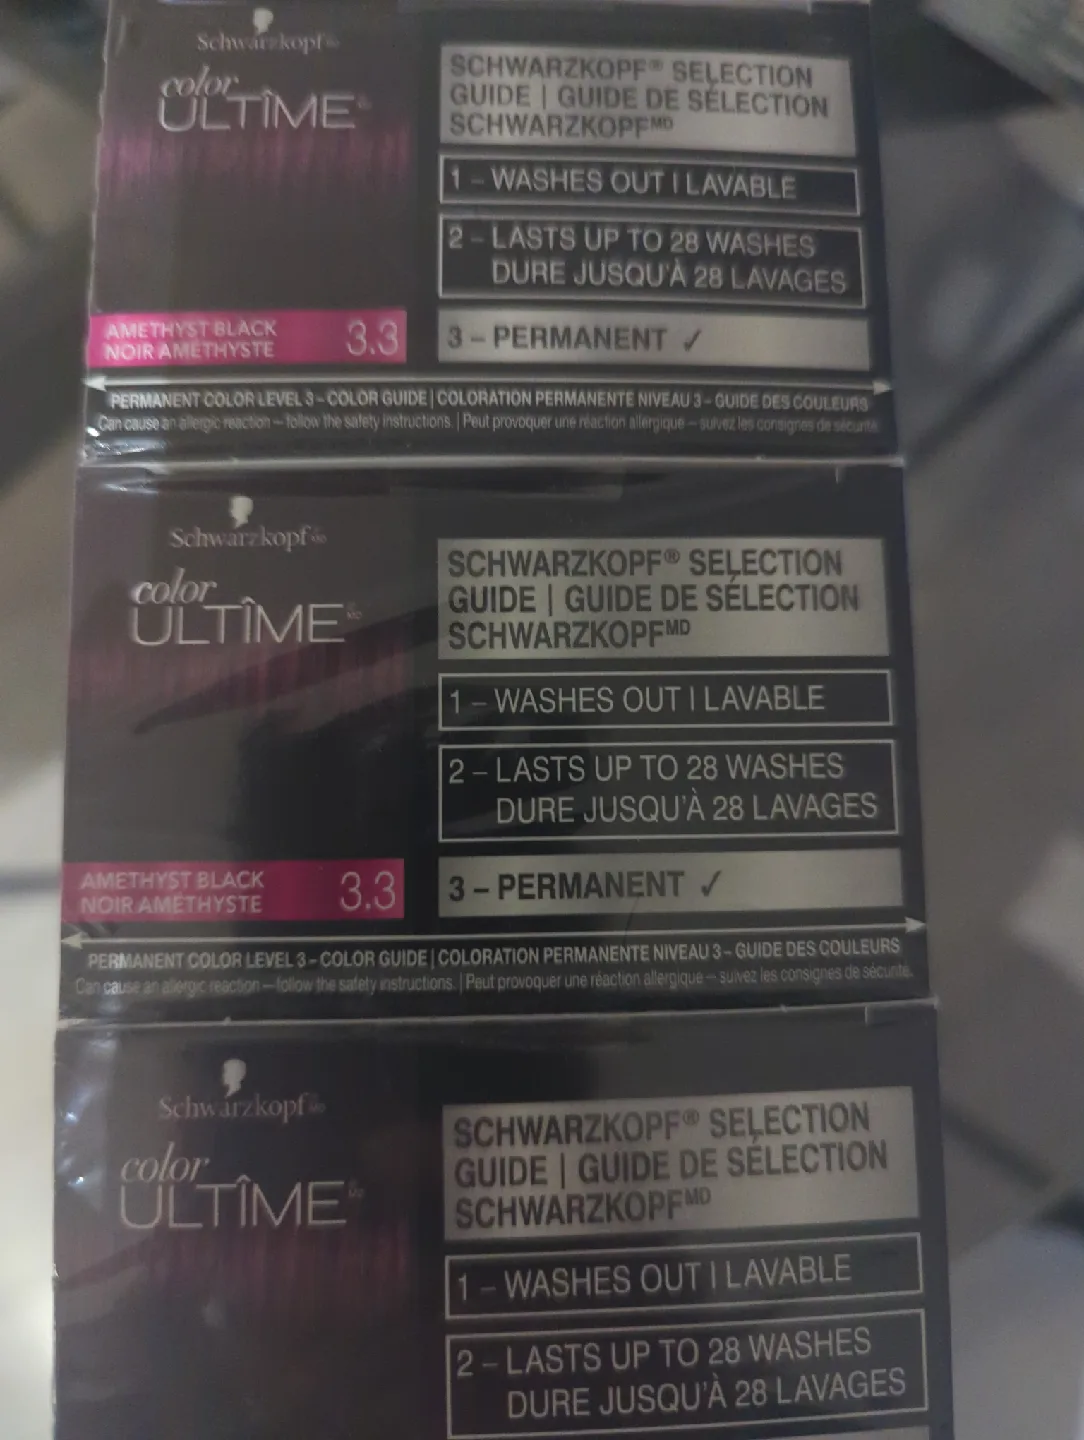 Schwarzkopf
color
ULTÎME
AMETHYST BLACK
NOIR AMÉTHYSTE
3.3
SCHWARZKOPF® SELECTION
GUIDE | GUIDE DE SÉLECTION
SCHWARZKOPFMD
1 – WASHES OUT | LAVABLE
2 – LASTS UP TO 28 WASHES
DURE JUSQU'À 28 LAVAGES
3 – PERMANENT ✓
PERMANENT COLOR LEVEL 3 – COLOR GUIDE | COLORATION PERMANENTE NIVEAU 3 – GUIDE DES COULEURS
Can cause an allergic reaction – follow the safety instructions. | Peut provoquer une réaction allergique – suivez les consignes de sécurité.
Schwarzkopf
color
ULTÎME
AMETHYST BLACK
NOIR AMÉTHYSTE
3.3
SCHWARZKOPF® SELECTION
GUIDE | GUIDE DE SÉLECTION
SCHWARZKOPFMD
1 – WASHES OUT | LAVABLE
2 – LASTS UP TO 28 WASHES
DURE JUSQU'À 28 LAVAGES
3 – PERMANENT ✓
PERMANENT COLOR LEVEL 3 – COLOR GUIDE | COLORATION PERMANENTE NIVEAU 3 – GUIDE DES COULEURS
Can cause an allergic reaction – follow the safety instructions. | Peut provoquer une réaction allergique – suivez les consignes de sécurité.
Schwarzkopf
color
ULTÎME
SCHWARZKOPF® SELECTION
GUIDE | GUIDE DE SÉLECTION
SCHWARZKOPFMD
1 – WASHES OUT | LAVABLE
2 – LASTS UP TO 28 WASHES
DURE JUSQU'À 28 LAVAGES